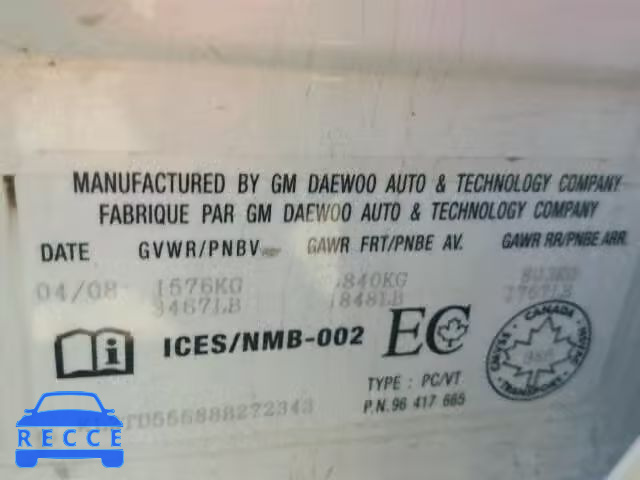 MANUFACTURED BY GM DAEWOO AUTO & TECHNOLOGY COMPANY
FABRIQUE PAR GM DAEWOO AUTO & TECHNOLOGY COMPANY
DATE GVWR/PNBV GAWR FRT/PNBE AV. GAWR RR/PNBE ARR.
04/08 1576KG 840KG
3467LB 1848LB 1767LB
ICES/NMB-002 EC CANADA TRANSPORT
TYPE : PC/VT
P.N. 96 417 665
RECCE